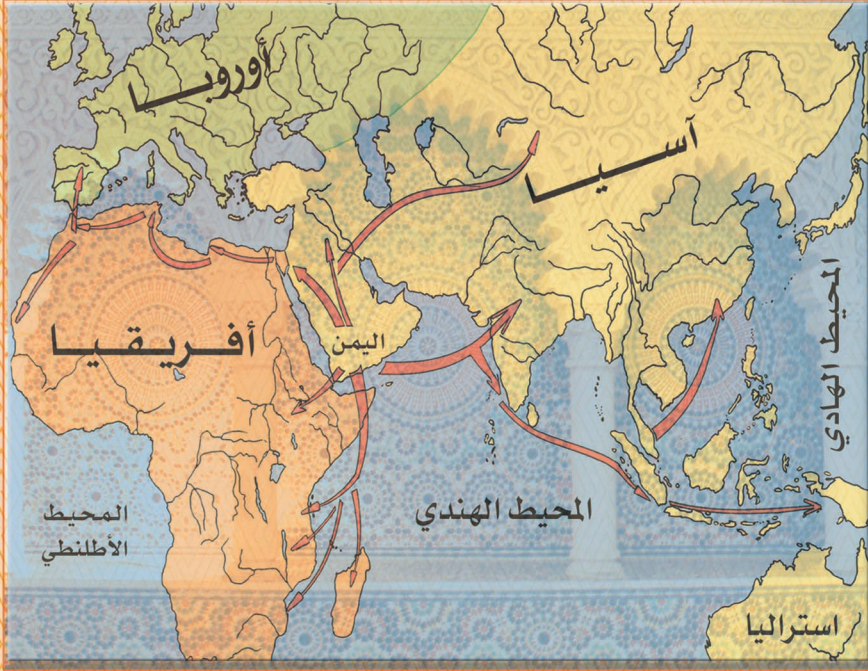 أوروبا
آسيا
المحيط الهادي
أفريقيا
اليمن
المحيط الهندي
المحيط
الأطلنطي
استراليا